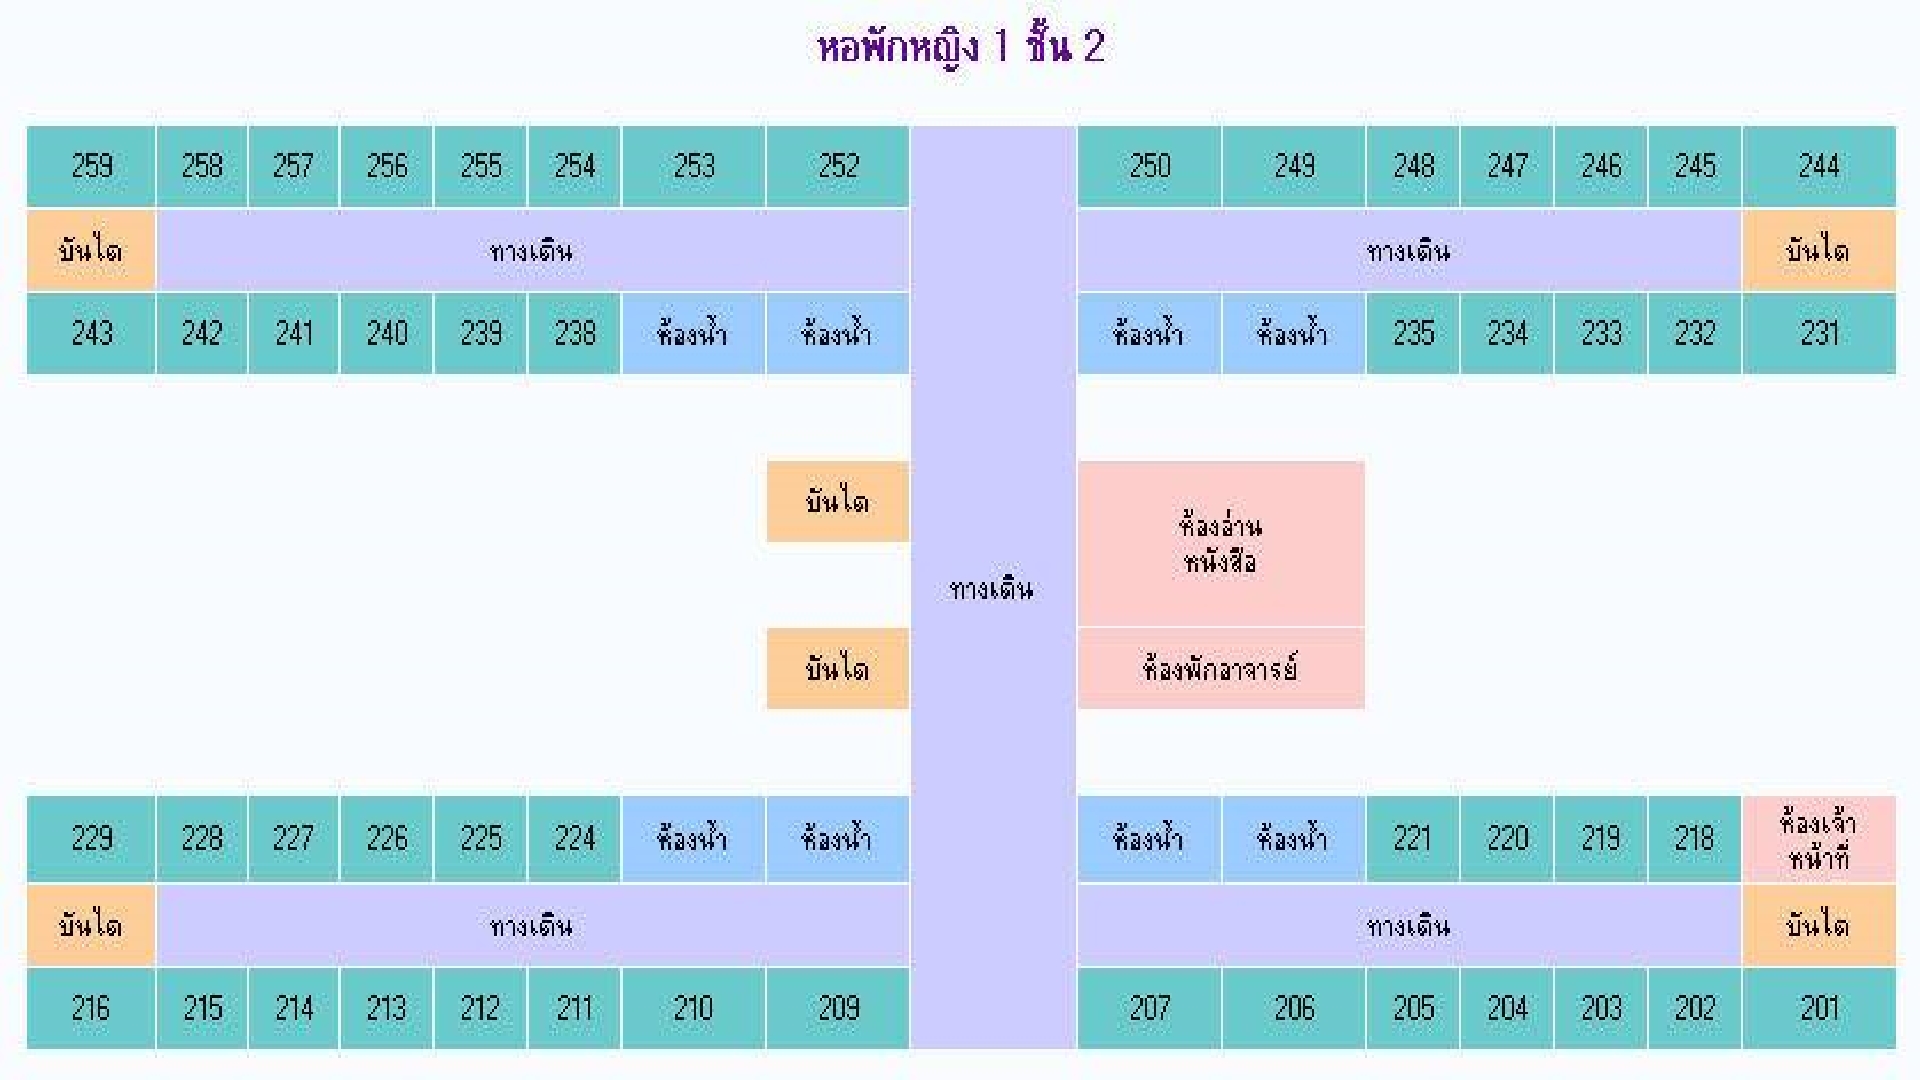 หอพักหญิง 1 ชั้น 2
259 258 257 256 255 254 253 252 250 249 248 247 246 245 244
บันได ทางเดิน ทางเดิน บันได
243 242 241 240 239 238 ห้องน้ำ ห้องน้ำ ห้องน้ำ ห้องน้ำ 235 234 233 232 231
บันได
ห้องอ่าน
หนังสือ
ทางเดิน
บันได ห้องพักอาจารย์
229 228 227 226 225 224 ห้องน้ำ ห้องน้ำ ห้องน้ำ ห้องน้ำ 221 220 219 218 ห้องเจ้า
หน้าที่
บันได ทางเดิน ทางเดิน บันได
216 215 214 213 212 211 210 209 207 206 205 204 203 202 201